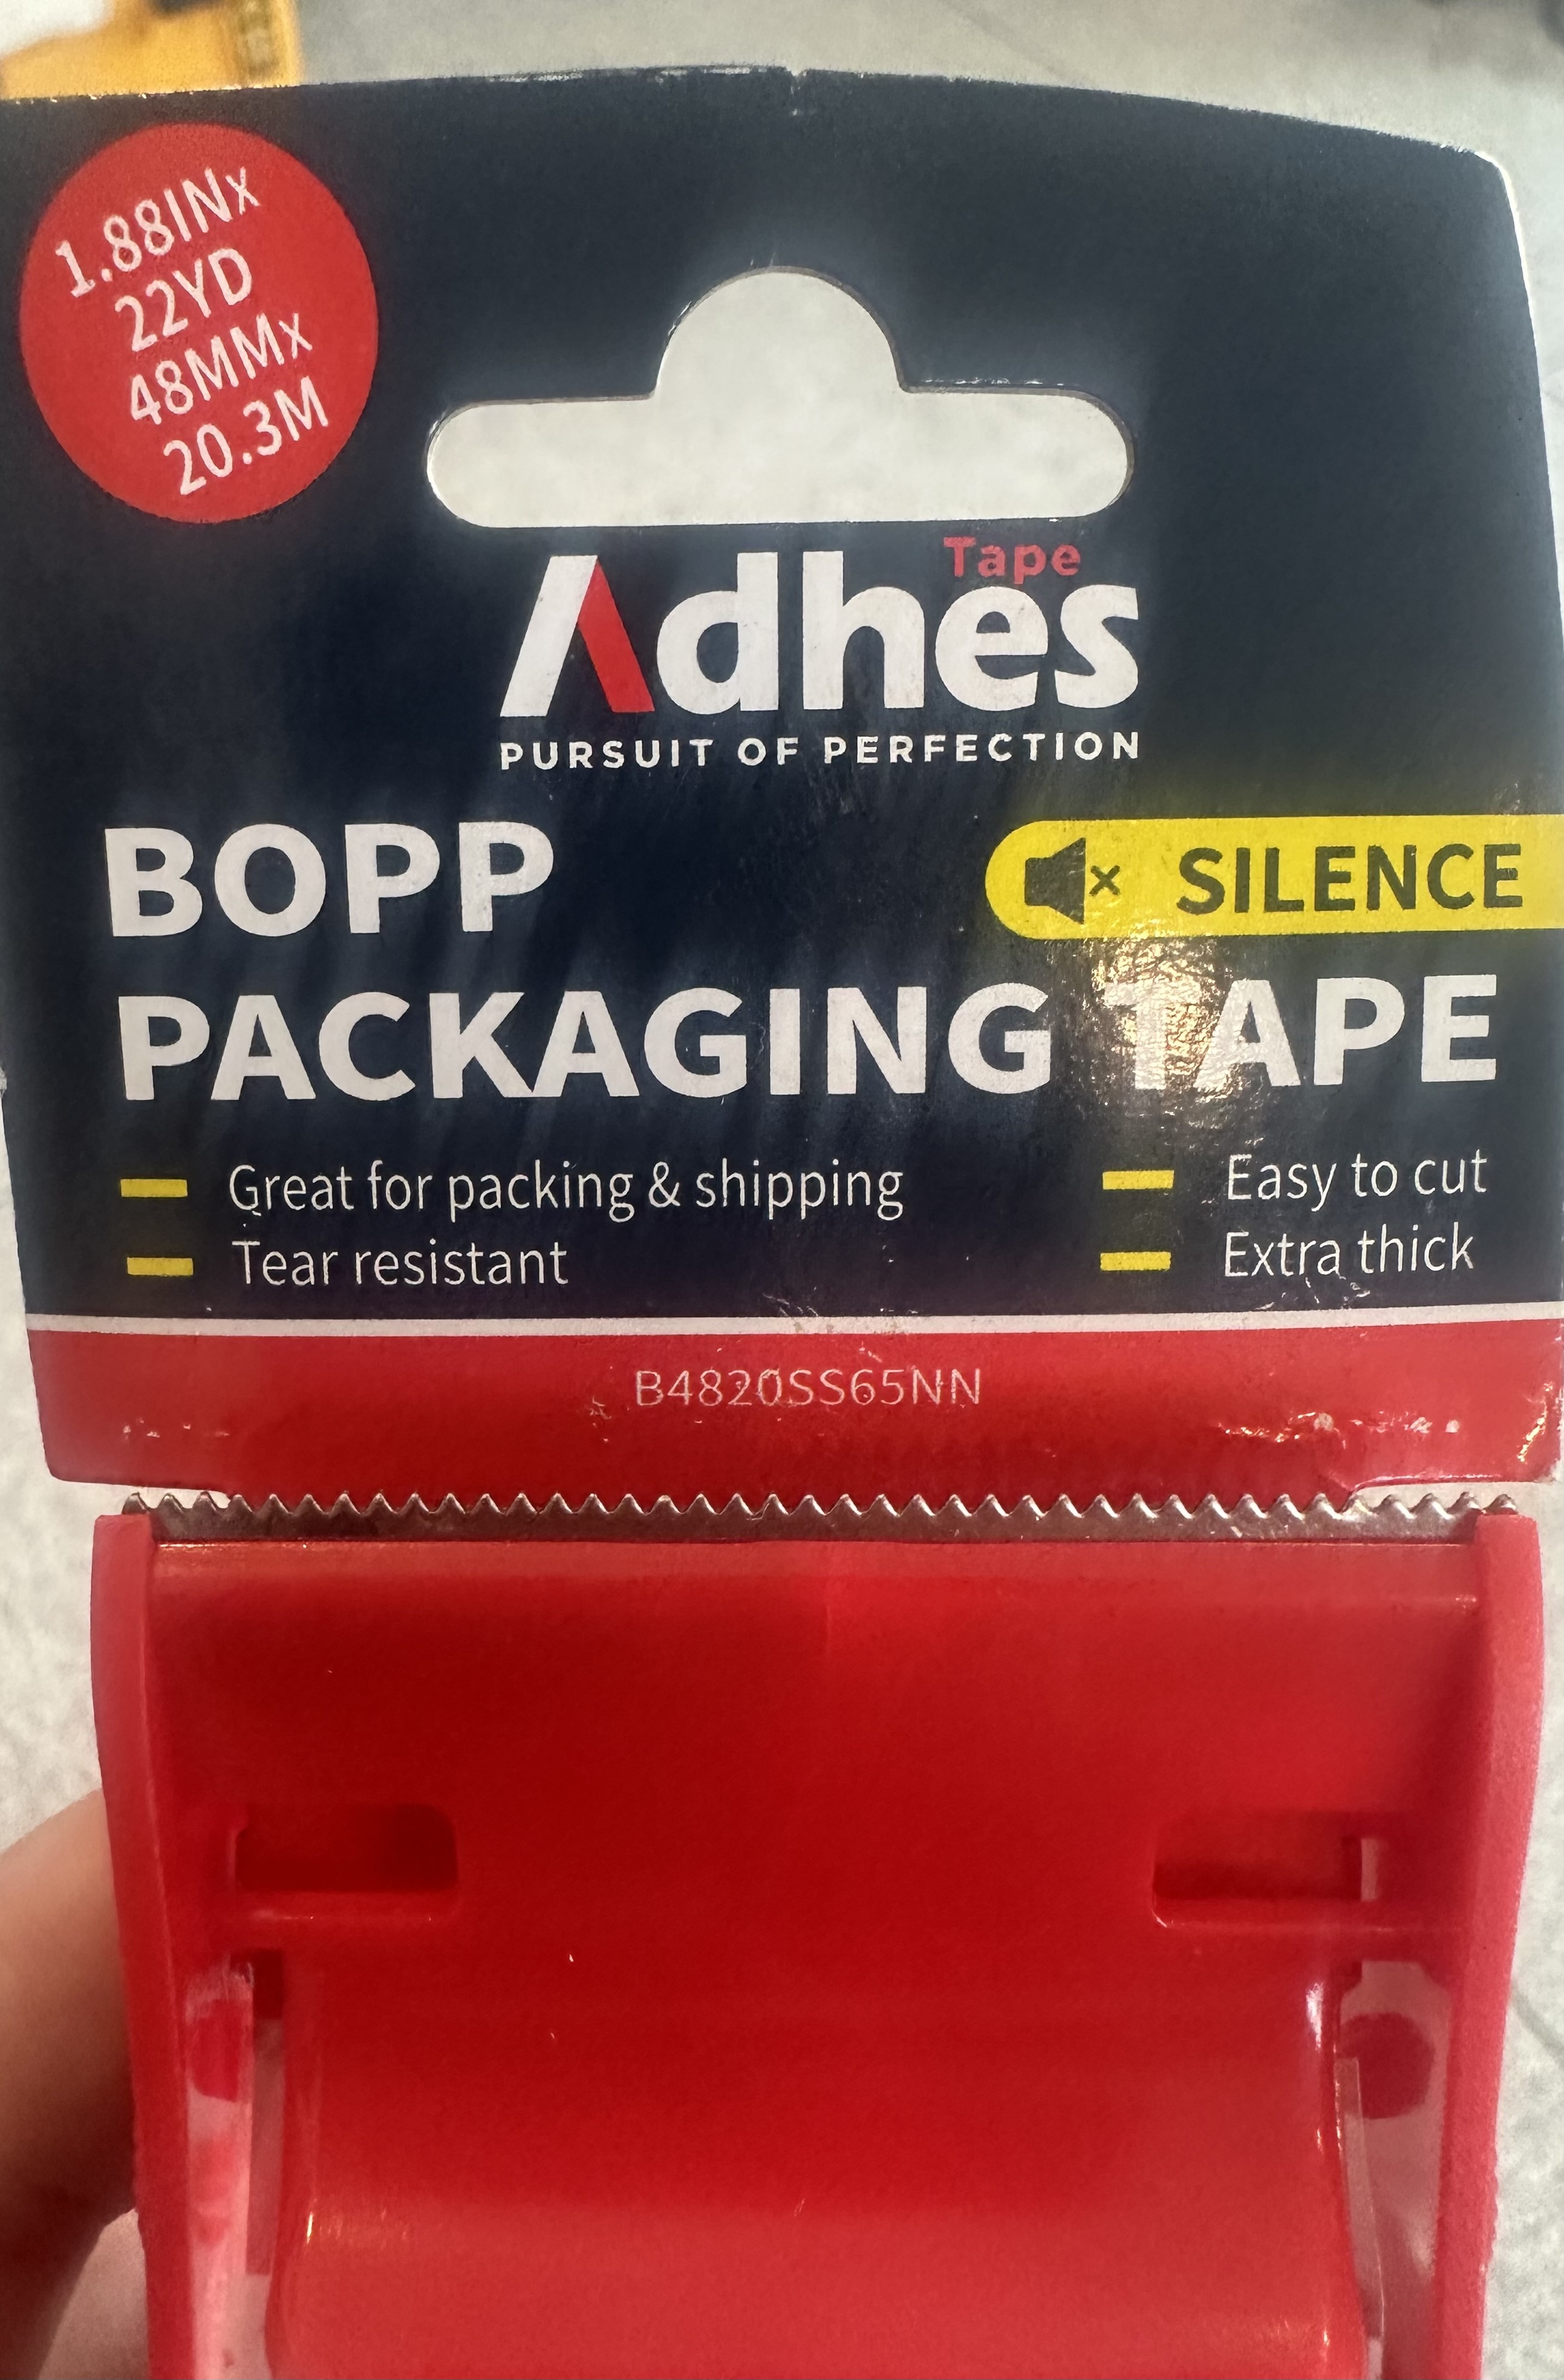 1.88INx
22YD
48MMx
20.3M
Tape
Adhes
PURSUIT OF PERFECTION
BOPP
SILENCE
PACKAGING TAPE
Great for packing & shipping
Easy to cut
Tear resistant
Extra thick
B4820SS65NN